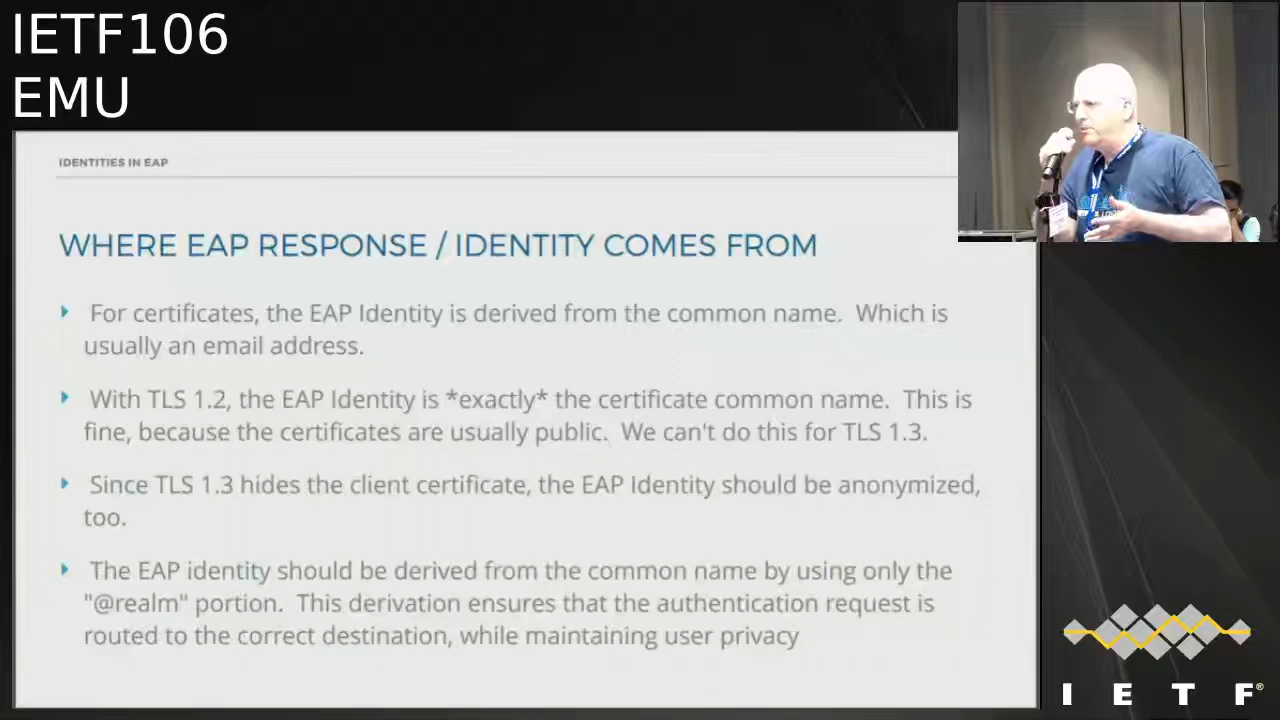 IETF106
EMU
IDENTITIES IN EAP
WHERE EAP RESPONSE / IDENTITY COMES FROM
For certificates, the EAP Identity is derived from the common name. Which is
usually an email address.
With TLS 1.2, the EAP Identity is *exactly* the certificate common name. This is
fine, because the certificates are usually public. We can't do this for TLS 1.3.
Since TLS 1.3 hides the client certificate, the EAP Identity should be anonymized,
too.
The EAP identity should be derived from the common name by using only the
"@realm" portion. This derivation ensures that the authentication request is
routed to the correct destination, while maintaining user privacy
I E T F®